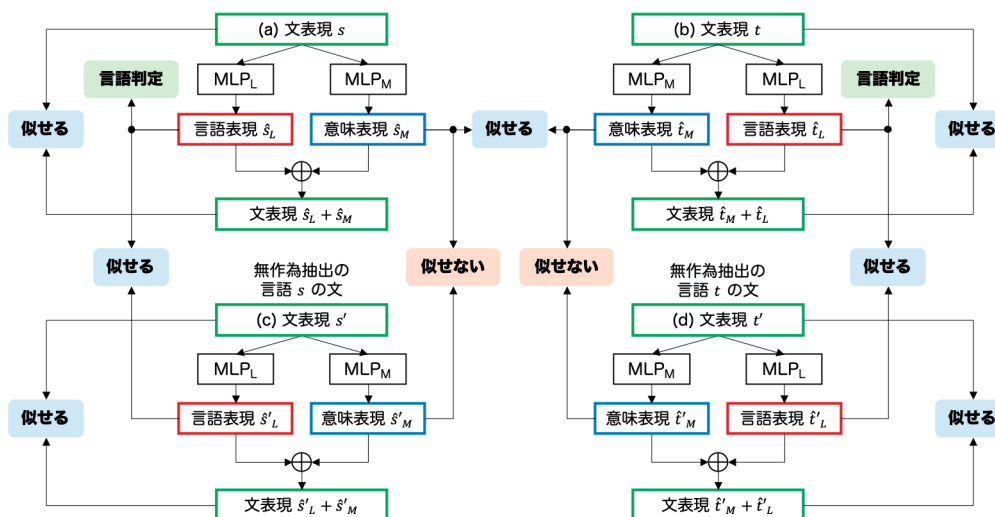 (a) 文表現 s
(b) 文表現 t
言語判定
MLP_L
MLP_M
MLP_M
MLP_L
言語判定
似せる
言語表現 ŝ_L
意味表現 ŝ_M
似せる
意味表現 t̂_M
言語表現 t̂_L
似せる
文表現 ŝ_L + ŝ_M
文表現 t̂_M + t̂_L
似せる
似せない
似せない
似せる
無作為抽出の
言語 s の文
無作為抽出の
言語 t の文
(c) 文表現 s′
(d) 文表現 t′
MLP_L
MLP_M
MLP_M
MLP_L
似せる
言語表現 ŝ′_L
意味表現 ŝ′_M
意味表現 t̂′_M
言語表現 t̂′_L
似せる
文表現 ŝ′_L + ŝ′_M
文表現 t̂′_M + t̂′_L